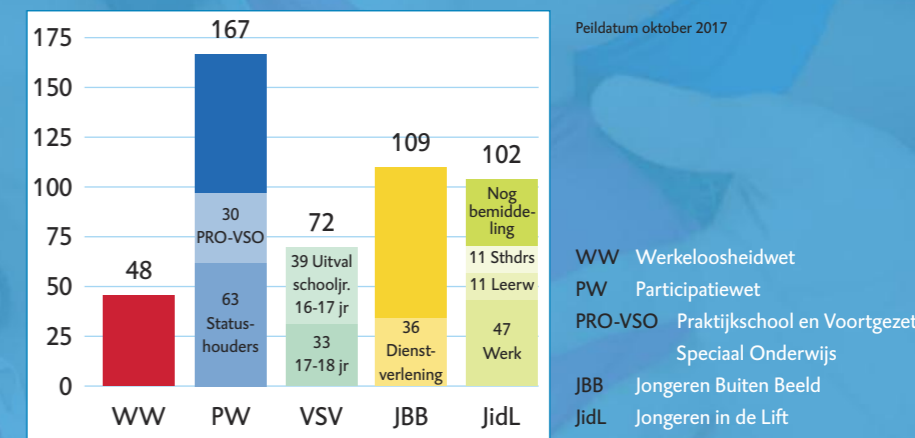 175
150
125
100
75
50
25
0
48
167
30
PRO-VSO
63
Status-
houders
72
39 Uitval
schooljr.
16-17 jr
33
17-18 jr
109
36
Dienst-
verlening
102
Nog
bemidde-
ling
11 Sthdrs
11 Leerw
47
Werk
WW PW VSV JBB JidL
Peildatum oktober 2017
WW Werkeloosheidwet
PW Participatiewet
PRO-VSO Praktijkschool en Voortgezet
Speciaal Onderwijs
JBB Jongeren Buiten Beeld
JidL Jongeren in de Lift